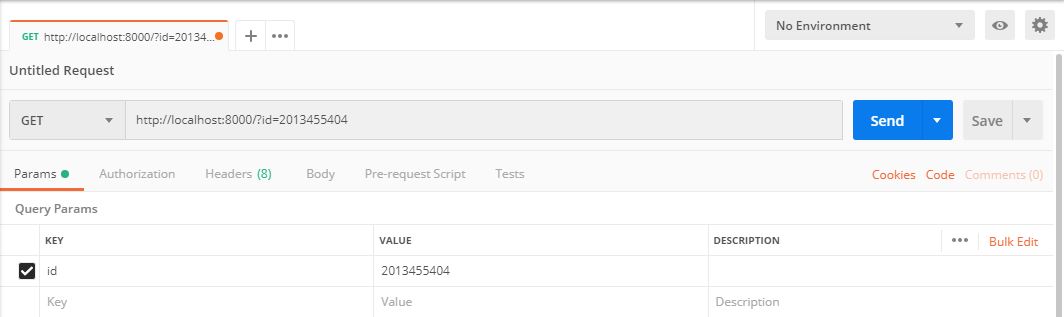 No Environment
GET http://localhost:8000/?id=20134...
Untitled Request
GET http://localhost:8000/?id=2013455404 Send Save
Params Authorization Headers (8) Body Pre-request Script Tests Cookies Code Comments (0)
Query Params
KEY VALUE DESCRIPTION Bulk Edit
id 2013455404
Key Value Description